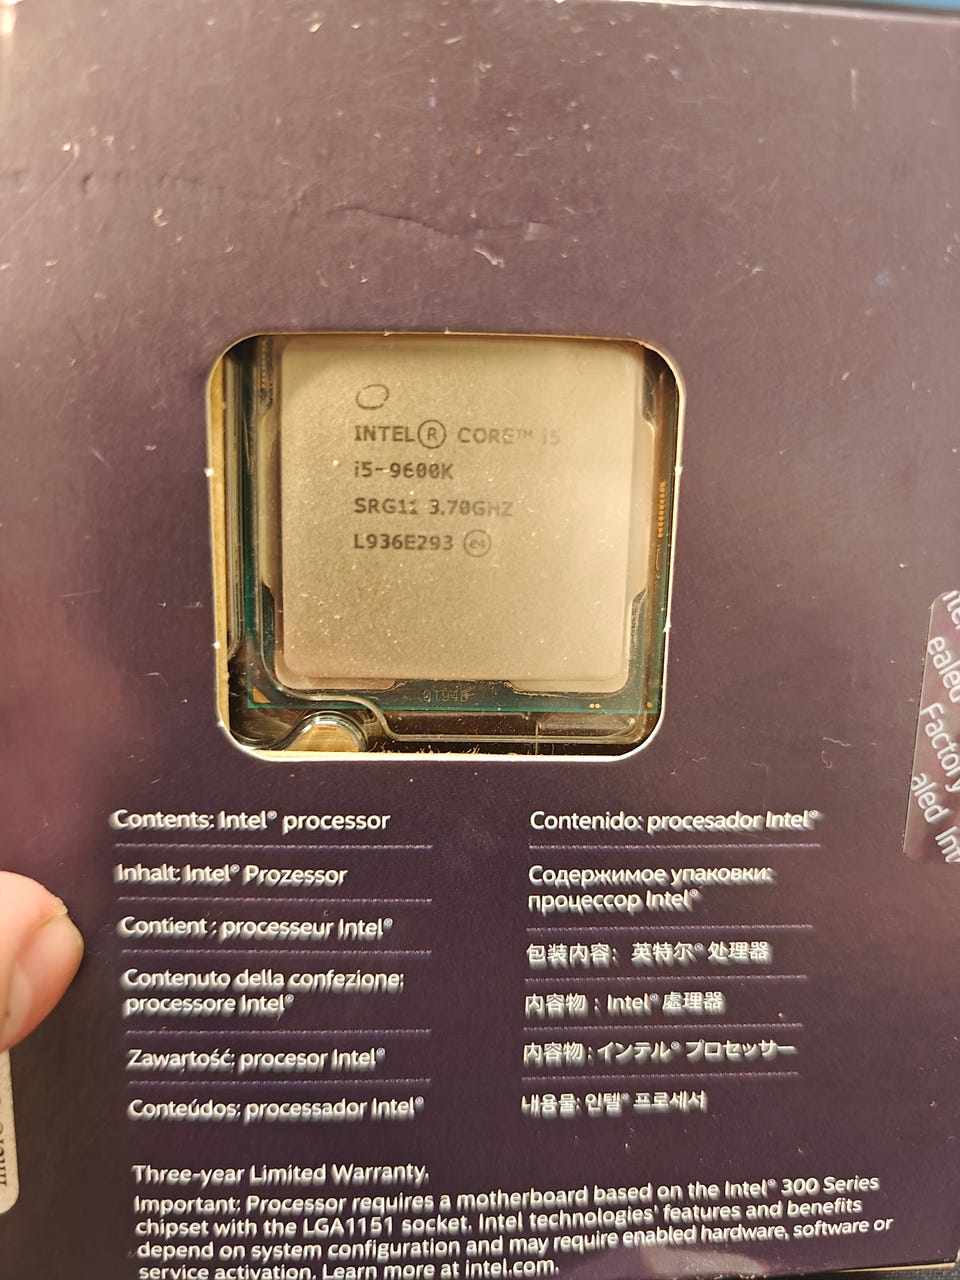 INTEL® CORE™ i5
i5-9600K
SRG11 3.70GHZ
L936E293 e4
Contents: Intel® processor
Inhalt: Intel® Prozessor
Contient : processeur Intel®
Contenuto della confezione:
processore Intel®
Zawartość: procesor Intel®
Conteúdos: processador Intel®
Contenido: procesador Intel®
Содержимое упаковки:
процессор Intel®
包装内容： 英特尔® 处理器
内容物：Intel® 處理器
内容物：インテル® プロセッサー
내용물: 인텔® 프로세서
Three-year Limited Warranty.
Important: Processor requires a motherboard based on the Intel® 300 Series
chipset with the LGA1151 socket. Intel technologies' features and benefits
depend on system configuration and may require enabled hardware, software or
service activation. Learn more at intel.com.
Factory